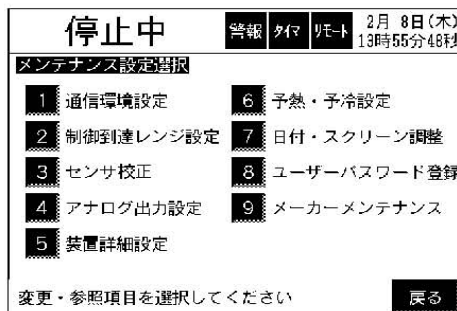 停止中
警報 タイマ リモート 2月 8日(木)
13時55分48秒
メンテナンス設定選択
1 通信環境設定
2 制御到達レンジ設定
3 センサ校正
4 アナログ出力設定
5 装置詳細設定
6 予熱・予冷設定
7 日付・スクリーン調整
8 ユーザーパスワード登録
9 メーカーメンテナンス
変更・参照項目を選択してください
戻る